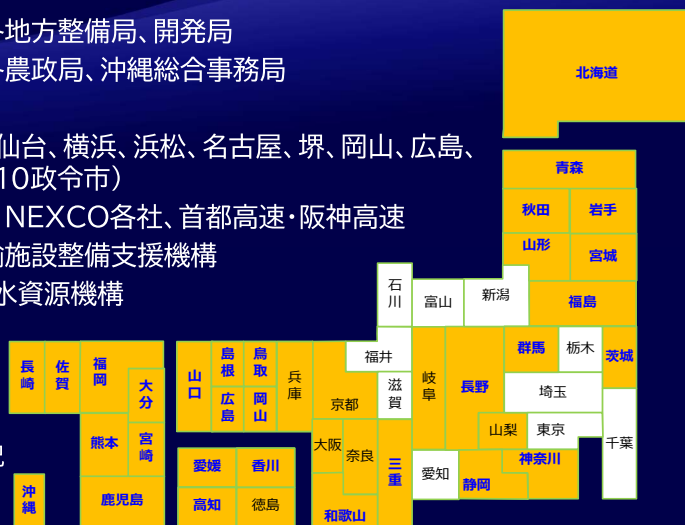 各地方整備局、開発局
各農政局、沖縄総合事務局
仙台、横浜、浜松、名古屋、堺、岡山、広島、
10政令市）
NEXCO各社、首都高速・阪神高速
施設整備支援機構
水資源機構
北海道
青森
秋田 岩手
山形 宮城
石川 富山 新潟 福島
福井 群馬 栃木 茨城
長崎 佐賀 福岡 大分 山口 島根 鳥取 兵庫 京都 滋賀 岐阜 長野 埼玉
広島 岡山
熊本 宮崎 大阪 奈良 三重 愛知 山梨 東京 千葉
愛媛 香川 静岡 神奈川
沖縄 鹿児島 高知 徳島 和歌山